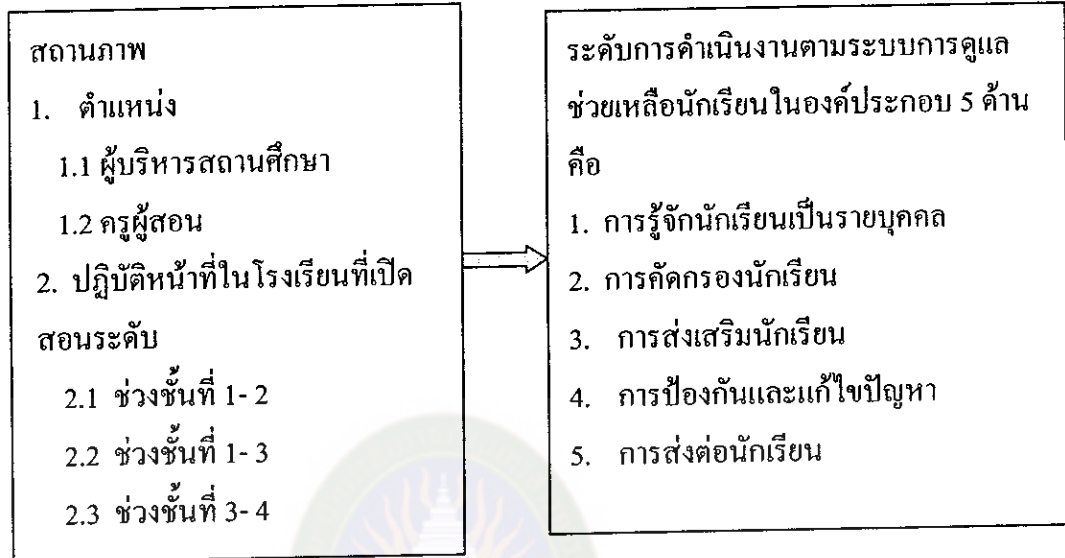 สถานภาพ
1. ตำแหน่ง
1.1 ผู้บริหารสถานศึกษา
1.2 ครูผู้สอน
2. ปฏิบัติหน้าที่ในโรงเรียนที่เปิด
สอนระดับ
2.1 ช่วงชั้นที่ 1- 2
2.2 ช่วงชั้นที่ 1- 3
2.3 ช่วงชั้นที่ 3- 4
ระดับการดำเนินงานตามระบบการดูแล
ช่วยเหลือนักเรียนในองค์ประกอบ 5 ด้าน
คือ
1. การรู้จักนักเรียนเป็นรายบุคคล
2. การคัดกรองนักเรียน
3. การส่งเสริมนักเรียน
4. การป้องกันและแก้ไขปัญหา
5. การส่งต่อนักเรียน